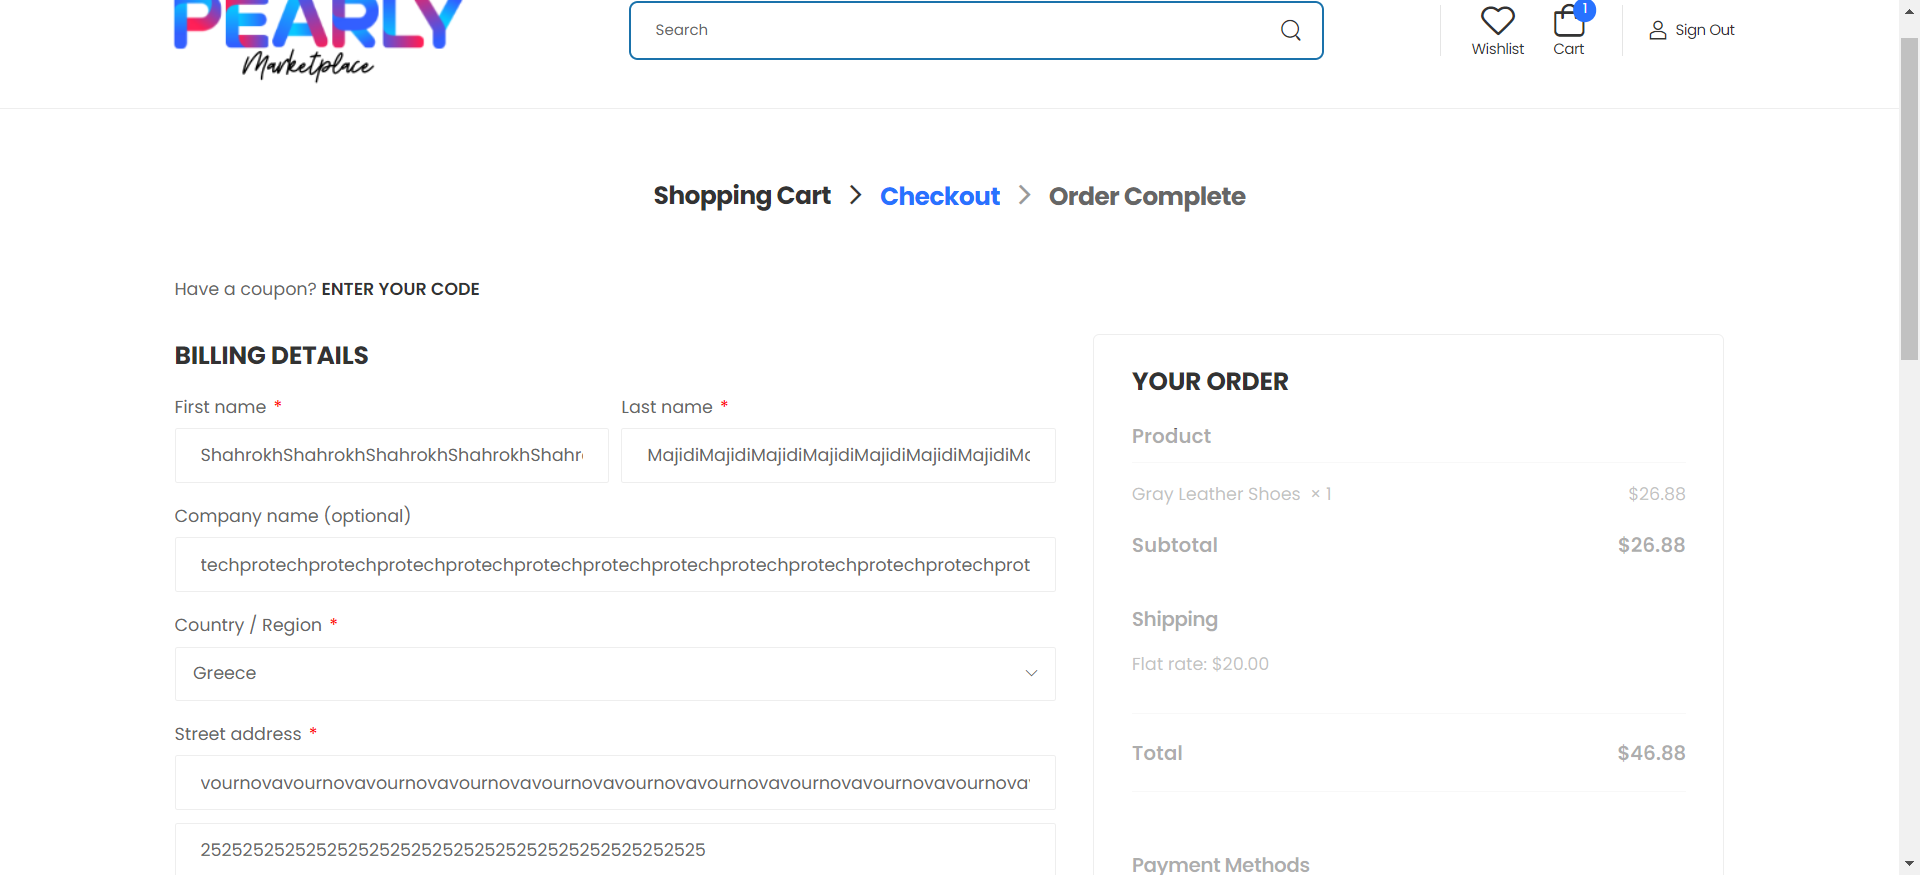 PEARLY
Marketplace
Search
Wishlist
1
Cart
Sign Out
Shopping Cart
Checkout
Order Complete
Have a coupon? ENTER YOUR CODE
BILLING DETAILS
First name *
Last name *
ShahrokhShahrokhShahrokhShahrokhShahr
MajidiMajidiMajidiMajidiMajidiMajidiMajidiMa
Company name (optional)
techprotechprotechprotechprotechprotechprotechprotechprotechprotechprotechprotechprot
Country / Region *
Greece
Street address *
vournovavournovavournovavournovavournovavournovavournovavournovavournovavournova
252525252525252525252525252525252525252525252525
YOUR ORDER
Product
Gray Leather Shoes × 1
$26.88
Subtotal
$26.88
Shipping
Flat rate: $20.00
Total
$46.88
Payment Methods